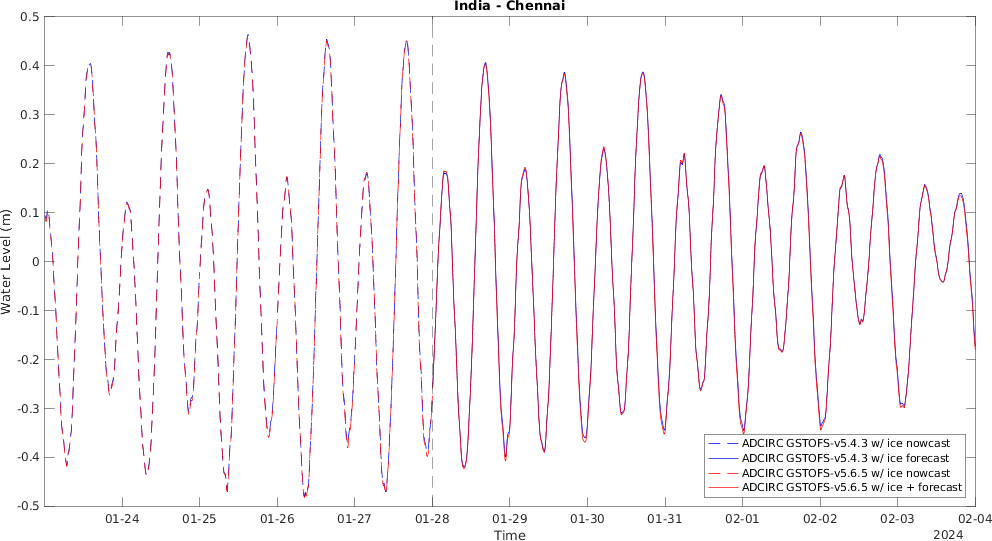 India - Chennai
0.5
0.4
0.3
0.2
0.1
0
-0.1
-0.2
-0.3
-0.4
-0.5
Water Level (m)
ADCIRC GSTOFS-v5.4.3 w/ ice nowcast
ADCIRC GSTOFS-v5.4.3 w/ ice forecast
ADCIRC GSTOFS-v5.6.5 w/ ice nowcast
ADCIRC GSTOFS-v5.6.5 w/ ice + forecast
01-24 01-25 01-26 01-27 01-28 01-29 01-30 01-31 02-01 02-02 02-03 02-04
Time
2024